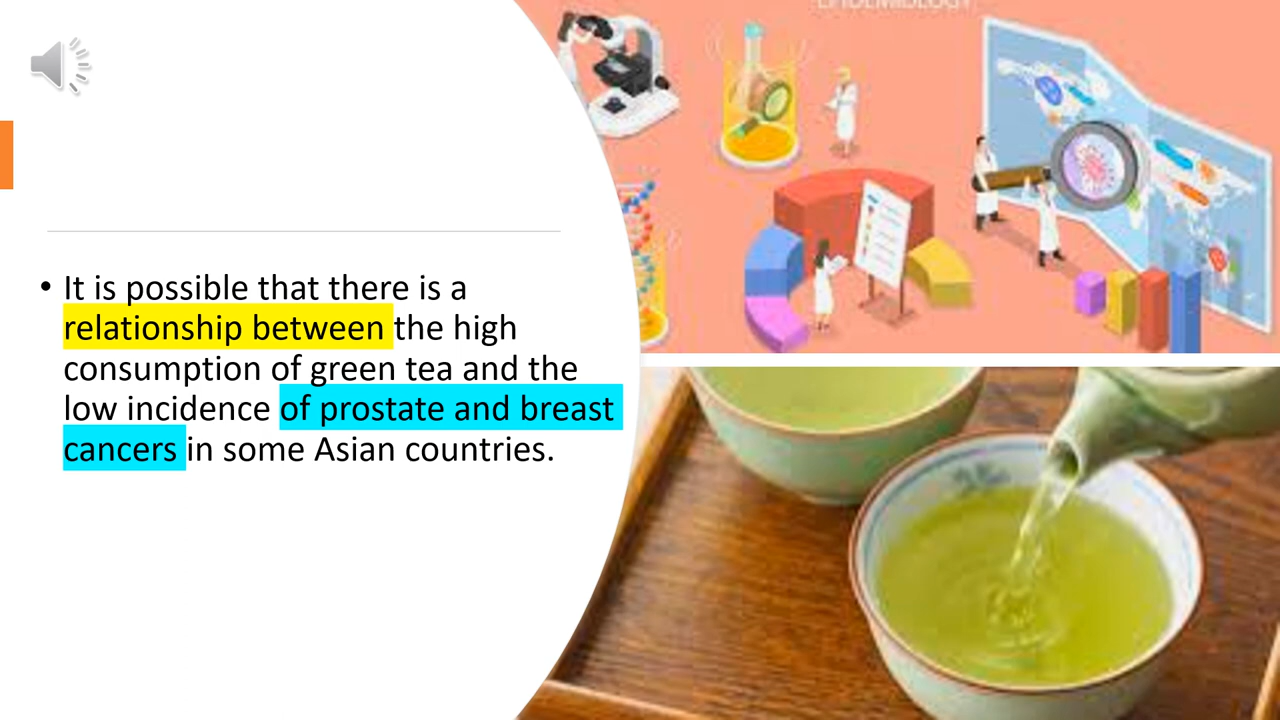 EPIDEMIOLOGY
• It is possible that there is a
relationship between the high
consumption of green tea and the
low incidence of prostate and breast
cancers in some Asian countries.